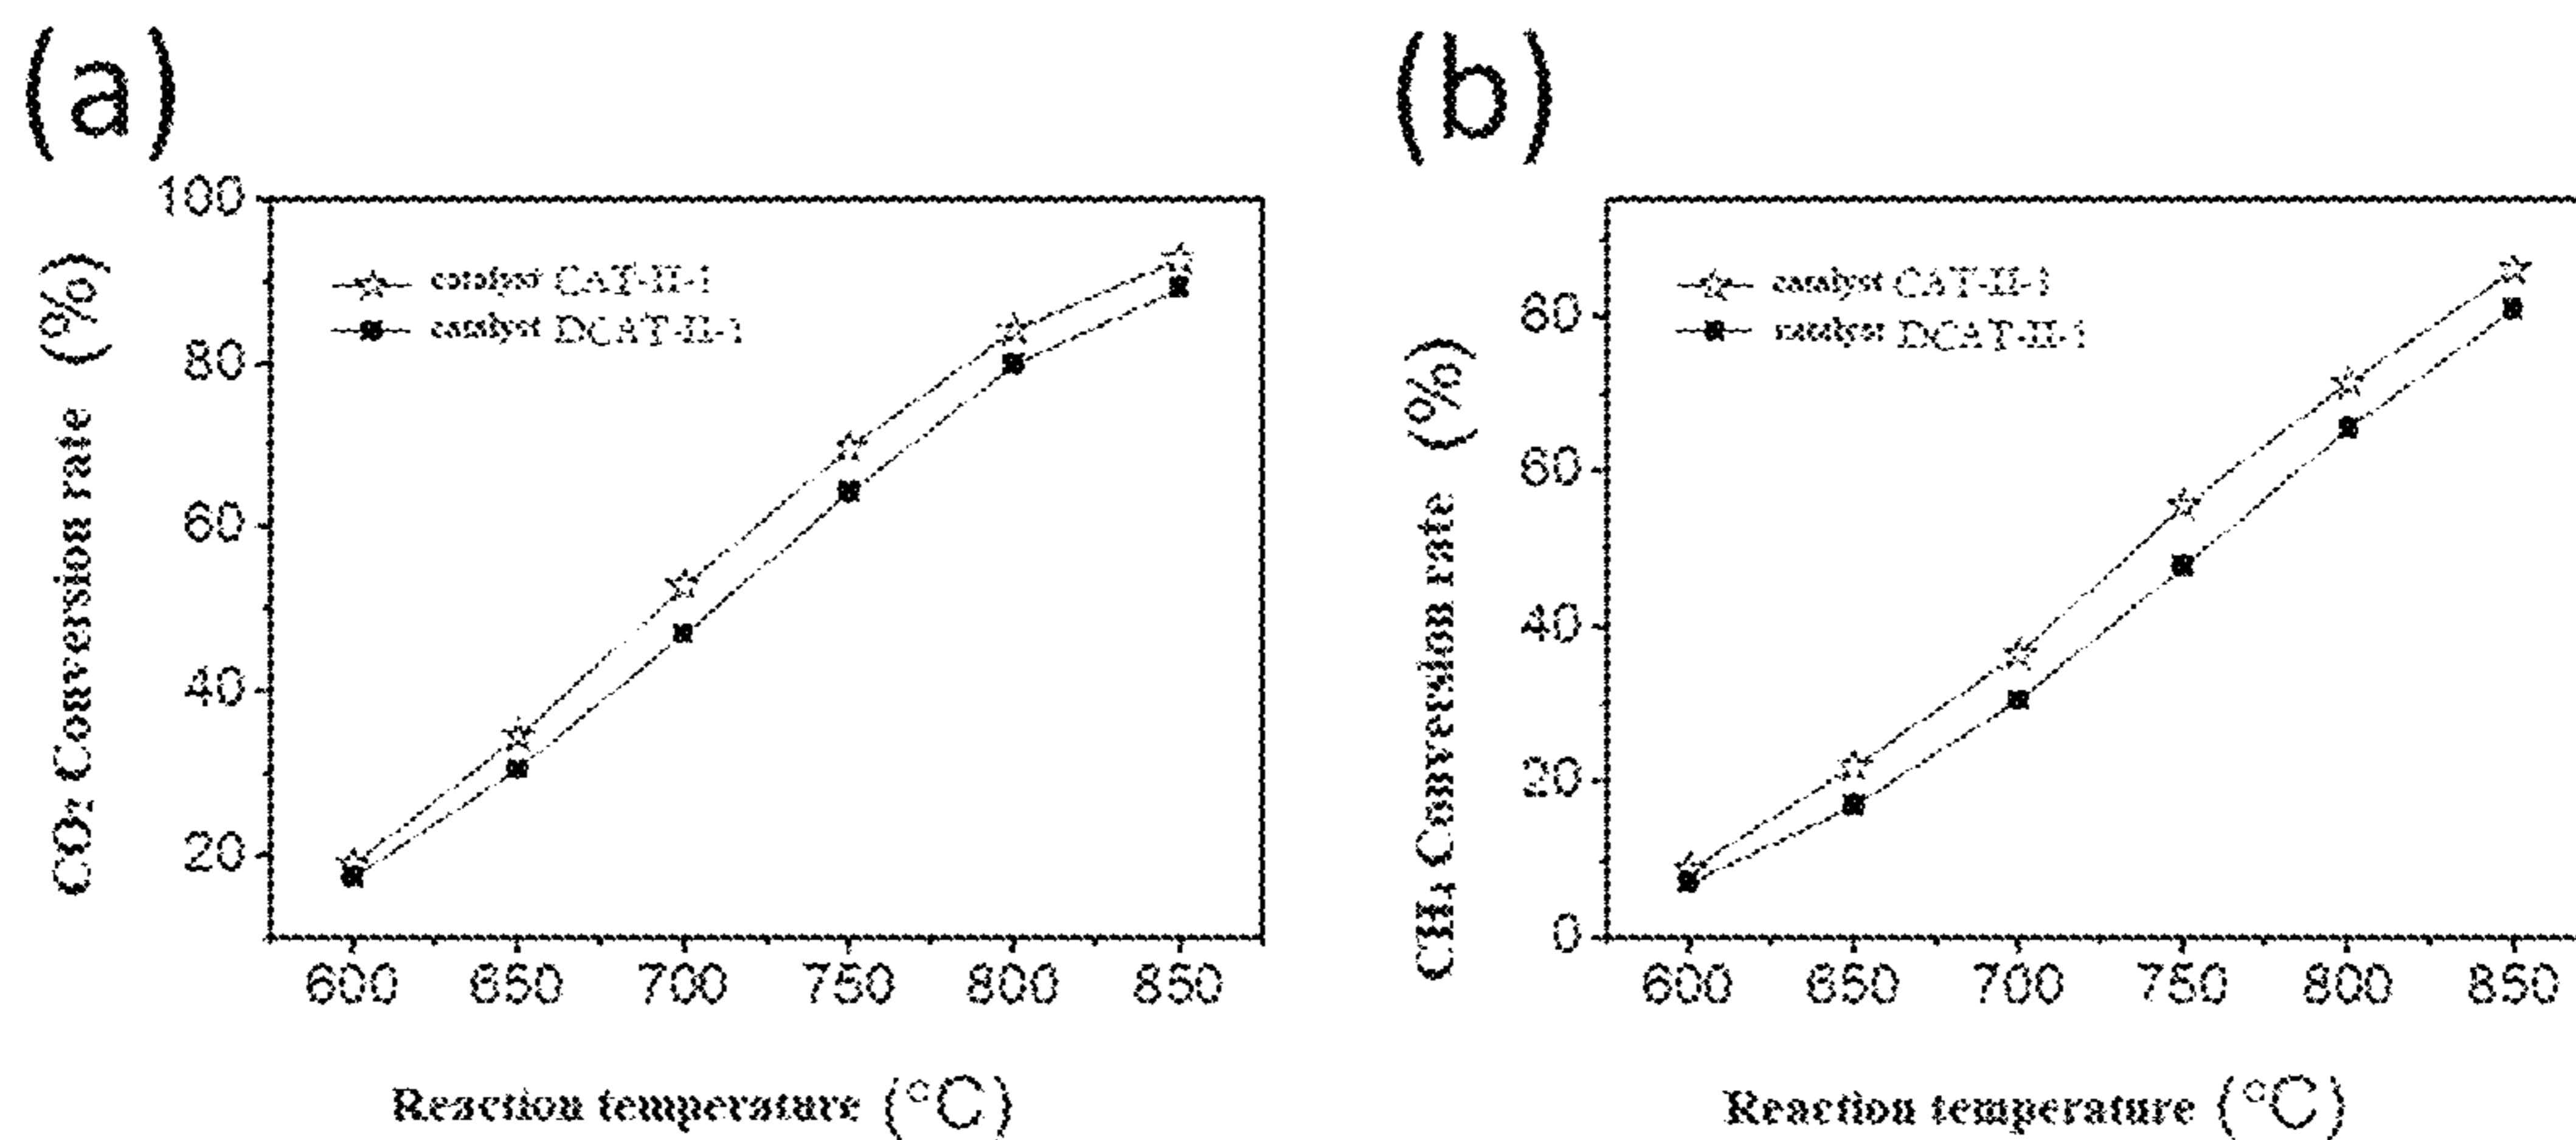 (a)
100
80
60
40
20
CO₂ Conversion rate (%)
catalyst CAT-II-1
catalyst DCAT-II-1
600 650 700 750 800 850
Reaction temperature (°C)
(b)
80
60
40
20
0
CH₄ Conversion rate (%)
catalyst CAT-II-1
catalyst DCAT-II-1
600 650 700 750 800 850
Reaction temperature (°C)